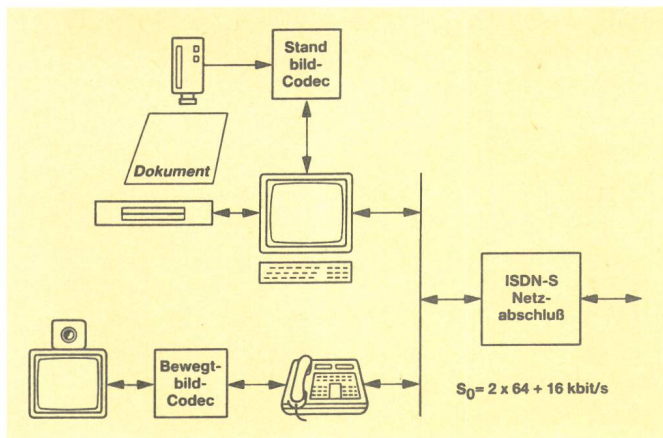 Stand
bild-
Codec
Dokument
ISDN-S
Netz-
abschluß
Bewegt-
bild-
Codec
S0= 2 x 64 + 16 kbit/s